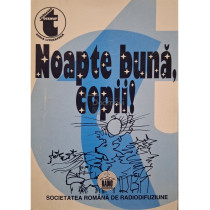 Noapte bună,
copii!
SOCIETATEA ROMÂNĂ DE RADIODIFUZIUNE